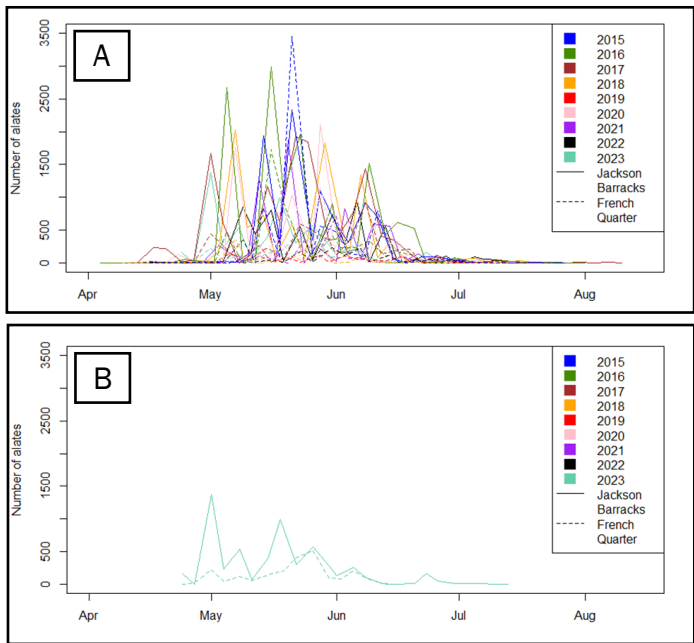 A
Number of alates
3500
2500
1500
500
0
Apr
May
Jun
Jul
Aug
2015
2016
2017
2018
2019
2020
2021
2022
2023
Jackson
Barracks
French
Quarter
B
Number of alates
3500
2500
1500
500
0
Apr
May
Jun
Jul
Aug
2015
2016
2017
2018
2019
2020
2021
2022
2023
Jackson
Barracks
French
Quarter